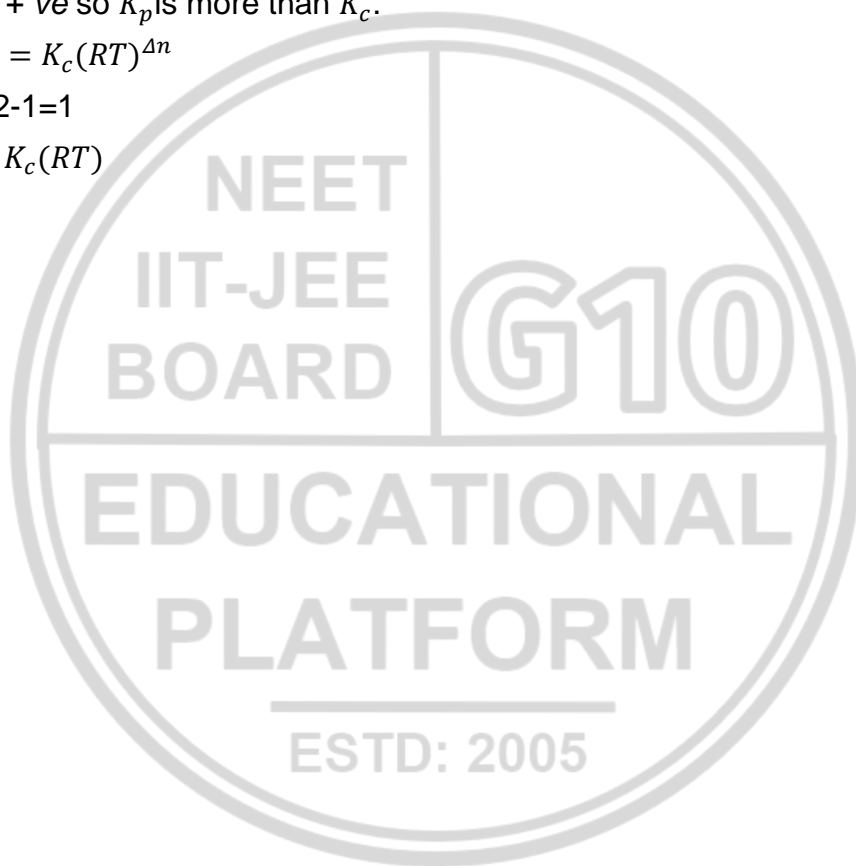 + ve so K_p is more than K_c.
= K_c(RT)^{Δn}
2-1=1
K_c(RT)
NEET
IIT-JEE
BOARD
G10
EDUCATIONAL
PLATFORM
ESTD: 2005